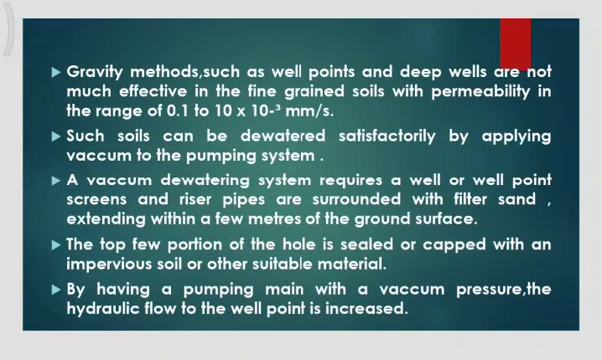 Gravity methods,such as well points and deep wells are not
much effective in the fine grained soils with permeability in
the range of 0.1 to 10 x 10-³ mm/s.
Such soils can be dewatered satisfactorily by applying
vaccum to the pumping system .
A vaccum dewatering system requires a well or well point
screens and riser pipes are surrounded with filter sand ,
extending within a few metres of the ground surface.
The top few portion of the hole is sealed or capped with an
impervious soil or other suitable material.
By having a pumping main with a vaccum pressure,the
hydraulic flow to the well point is increased.